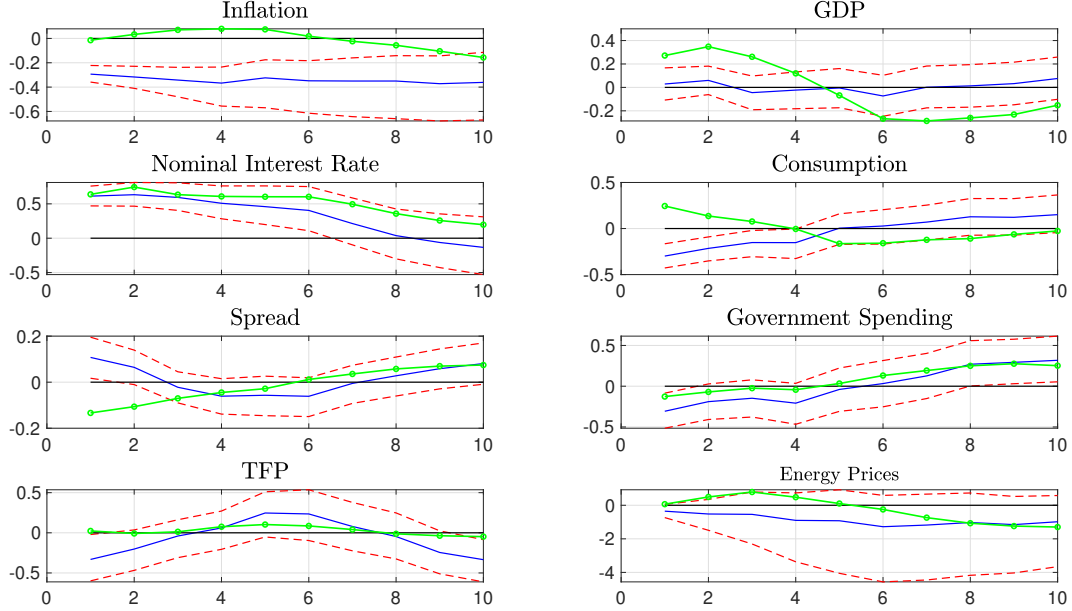 Inflation
0
-0.2
-0.4
-0.6
0 2 4 6 8 10
GDP
0.4
0.2
0
-0.2
0 2 4 6 8 10
Nominal Interest Rate
0.5
0
-0.5
0 2 4 6 8 10
Consumption
0.5
0
-0.5
0 2 4 6 8 10
Spread
0.2
0
-0.2
0 2 4 6 8 10
Government Spending
0.5
0
-0.5
0 2 4 6 8 10
TFP
0.5
0
-0.5
0 2 4 6 8 10
Energy Prices
0
-2
-4
0 2 4 6 8 10